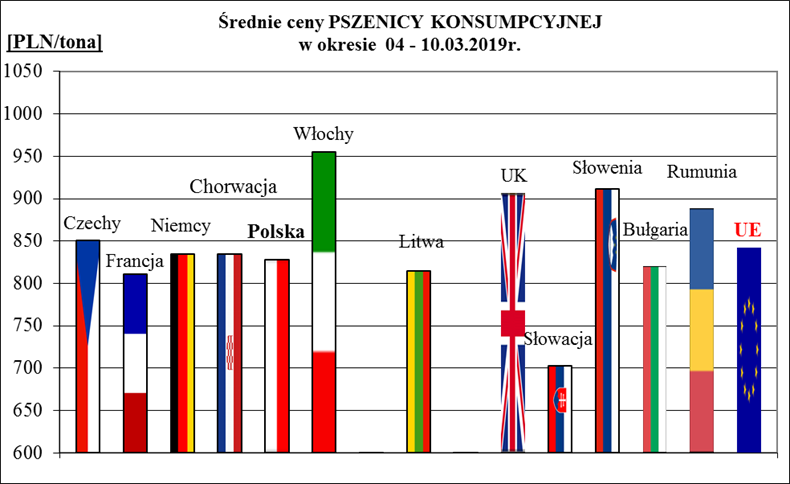 Średnie ceny PSZENICY KONSUMPCYJNEJ
w okresie 04 - 10.03.2019r.
[PLN/tona]
1050
1000
950
900
850
800
750
700
650
600
Czechy
Francja
Niemcy
Chorwacja
Polska
Włochy
Litwa
UK
Słowacja
Słowenia
Bułgaria
Rumunia
UE